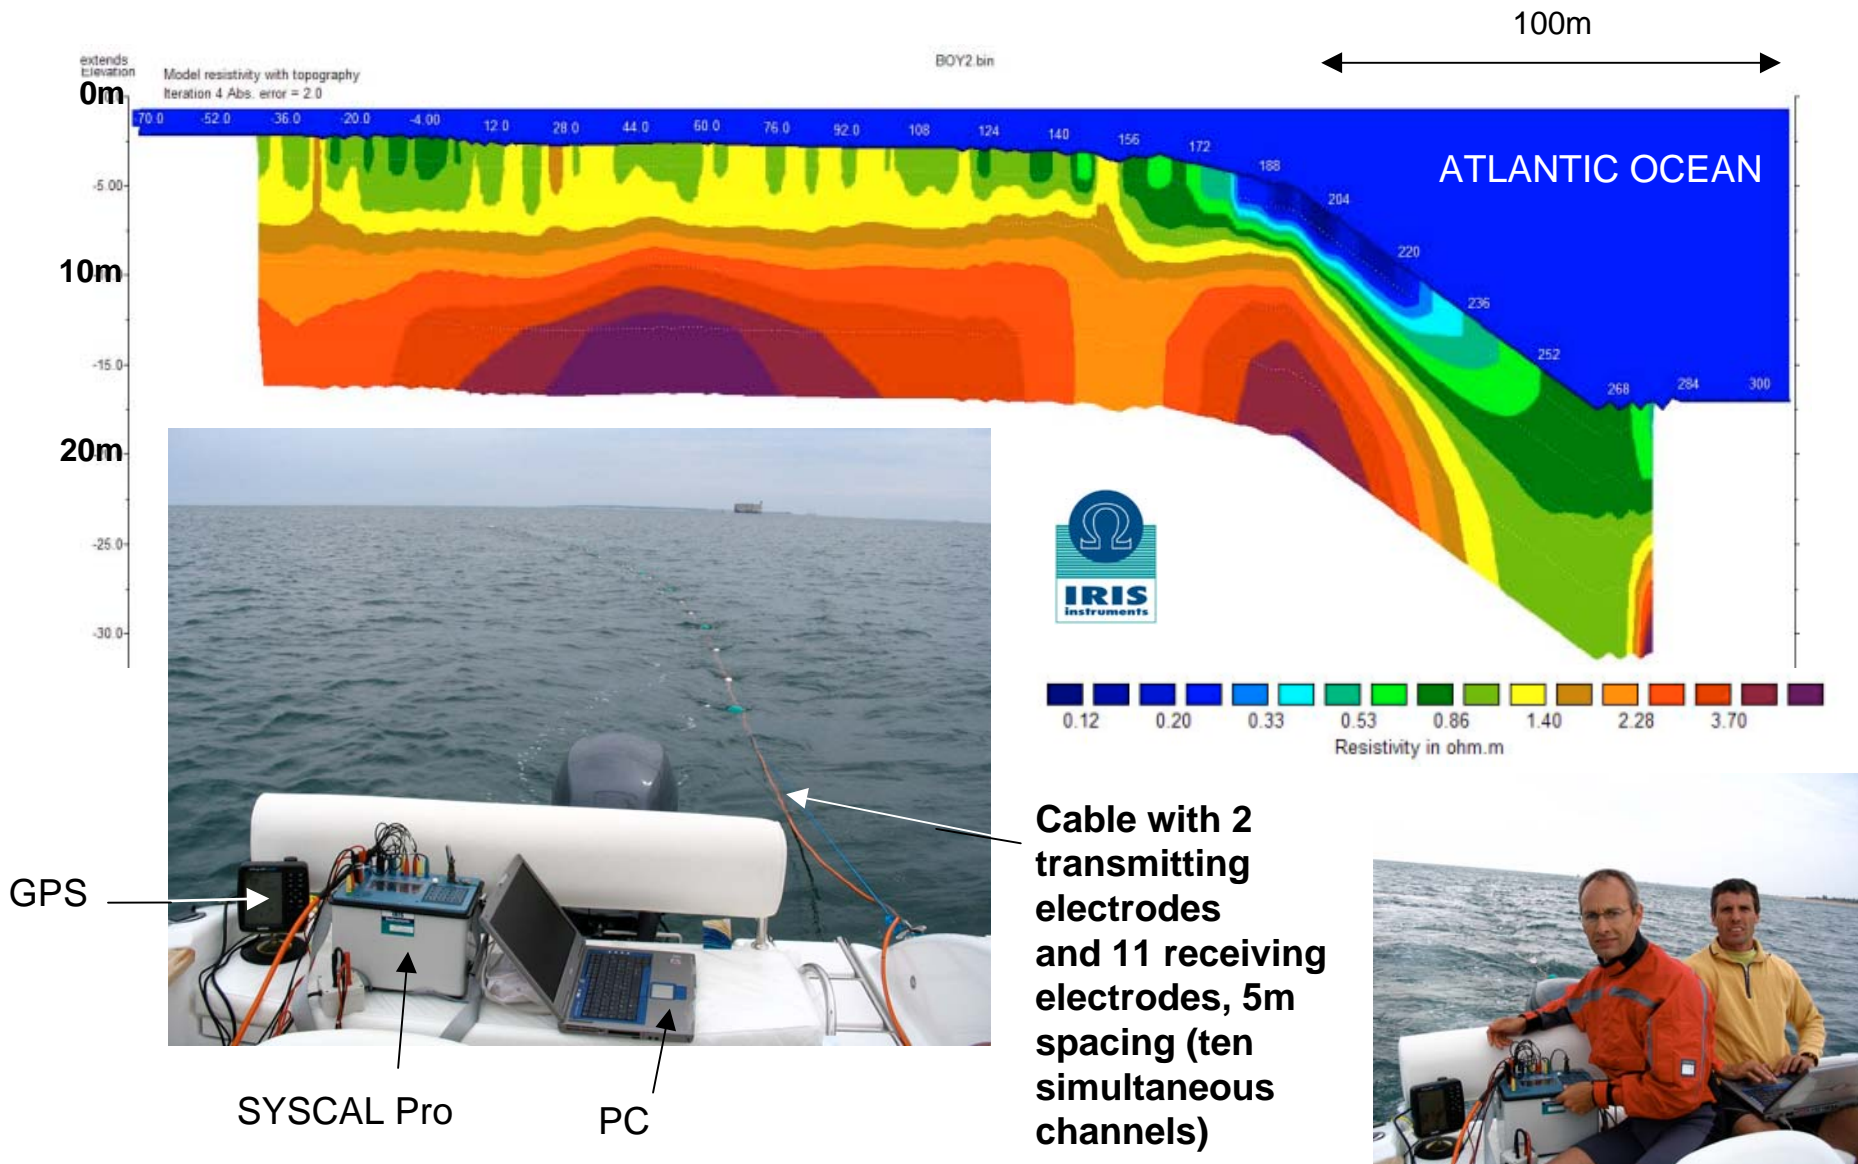 100m
extends
Elevation
Model resistivity with topography
BOY2.bin
Iteration 4 Abs. error = 2.0
0m
-70.0 -52.0 -36.0 -20.0 -4.00 12.0 28.0 44.0 60.0 76.0 92.0 108 124 140 156 172 188 204 220 236 252 268 284 300
ATLANTIC OCEAN
-5.00
10m
-15.0
20m
-25.0
-30.0
IRIS
instruments
0.12 0.20 0.33 0.53 0.86 1.40 2.28 3.70
Resistivity in ohm.m
Cable with 2
transmitting
electrodes
and 11 receiving
electrodes, 5m
spacing (ten
simultaneous
channels)
GPS
SYSCAL Pro
PC